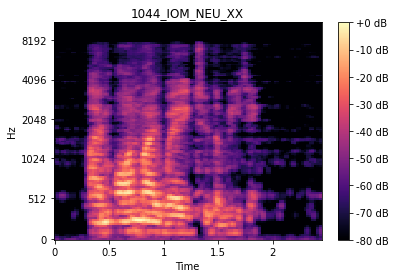 1044_IOM_NEU_XX
Hz
8192
4096
2048
1024
512
0
0
0.5
1
1.5
2
Time
+0 dB
-10 dB
-20 dB
-30 dB
-40 dB
-50 dB
-60 dB
-70 dB
-80 dB